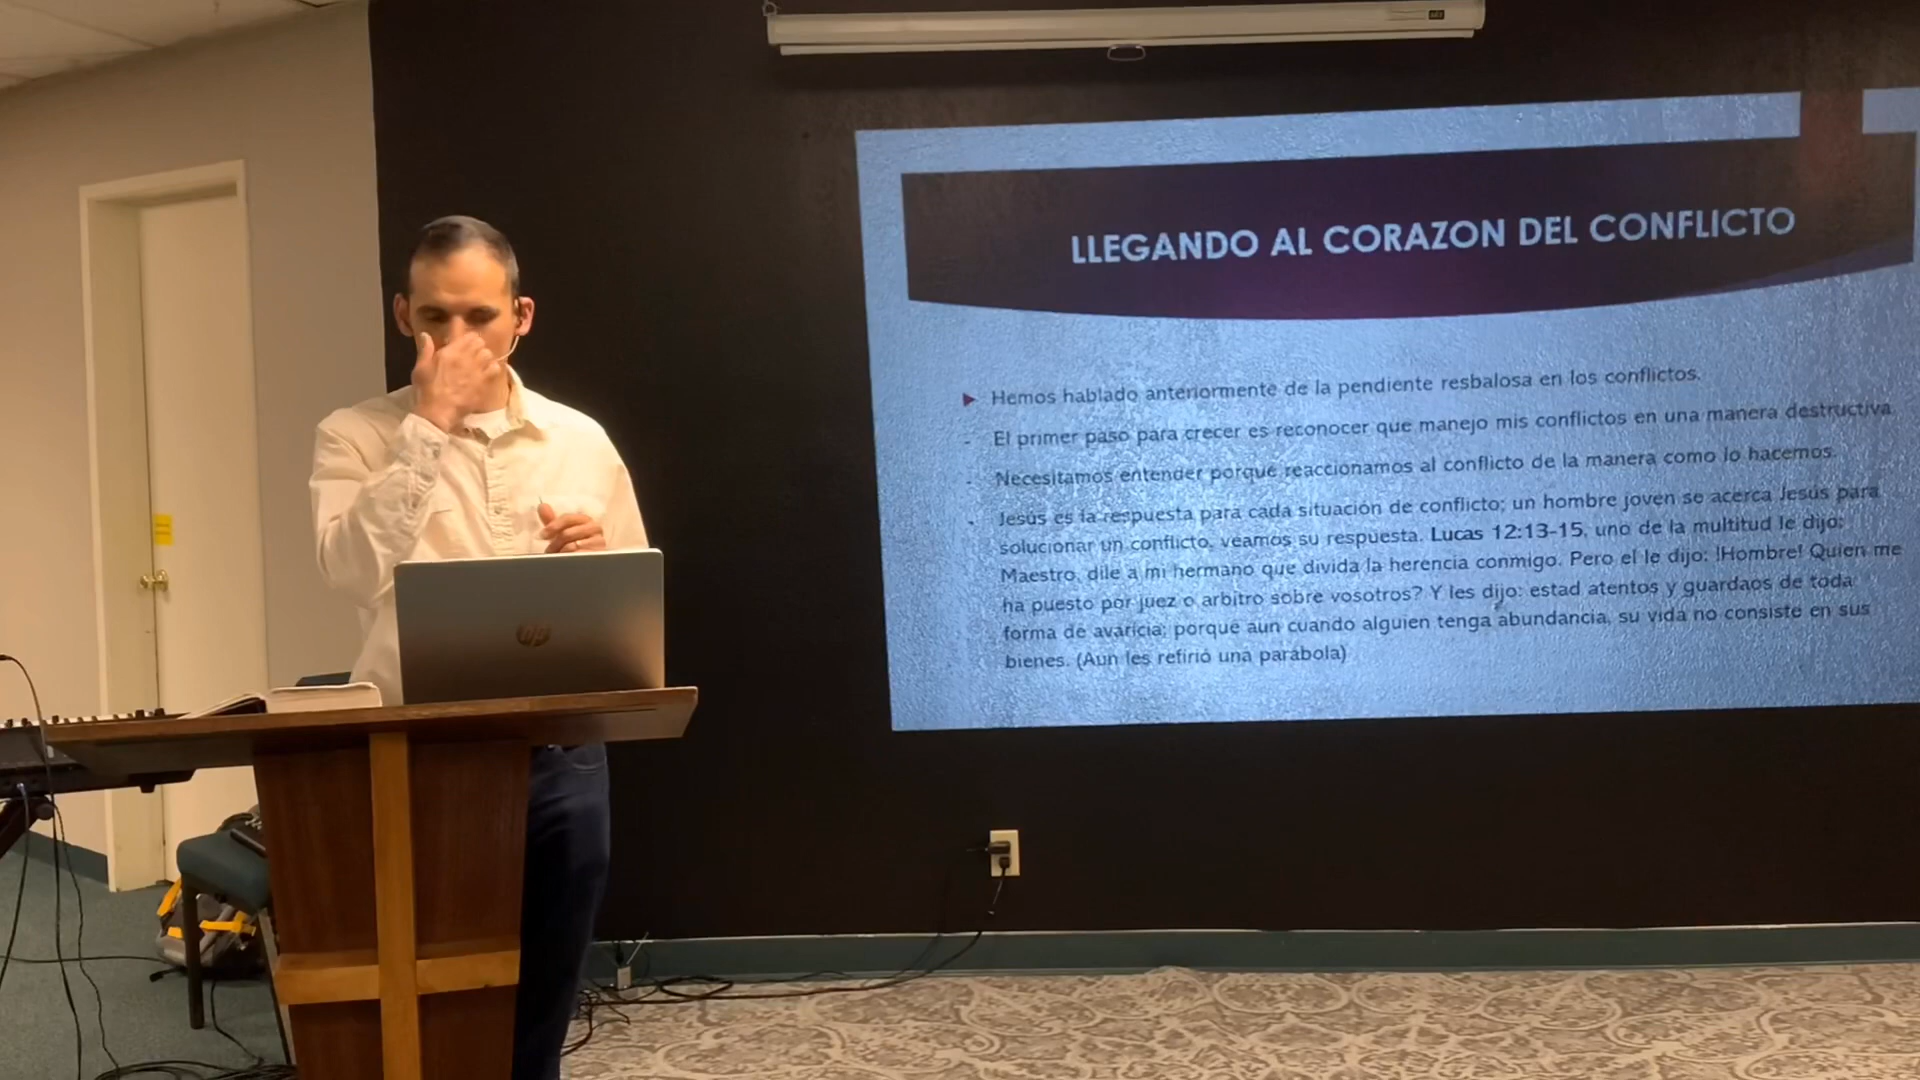 LLEGANDO AL CORAZON DEL CONFLICTO
Hemos hablado anteriormente de la pendiente resbalosa en los conflictos.
- El primer paso para crecer es reconocer que manejo mis conflictos en una manera destructiva
- Necesitamos entender porque reaccionamos al conflicto de la manera como lo hacemos.
- Jesús es la respuesta para cada situación de conflicto; un hombre joven se acerca Jesús para
solucionar un conflicto, veamos su respuesta. Lucas 12:13-15, uno de la multitud le dijo:
Maestro, dile a mi hermano que divida la herencia conmigo. Pero el le dijo: !Hombre! Quien me
ha puesto por juez o arbitro sobre vosotros? Y les dijo: estad atentos y guardaos de toda
forma de avaricia; porque aun cuando alguien tenga abundancia, su vida no consiste en sus
bienes. (Aun les refirió una parabola)
hp